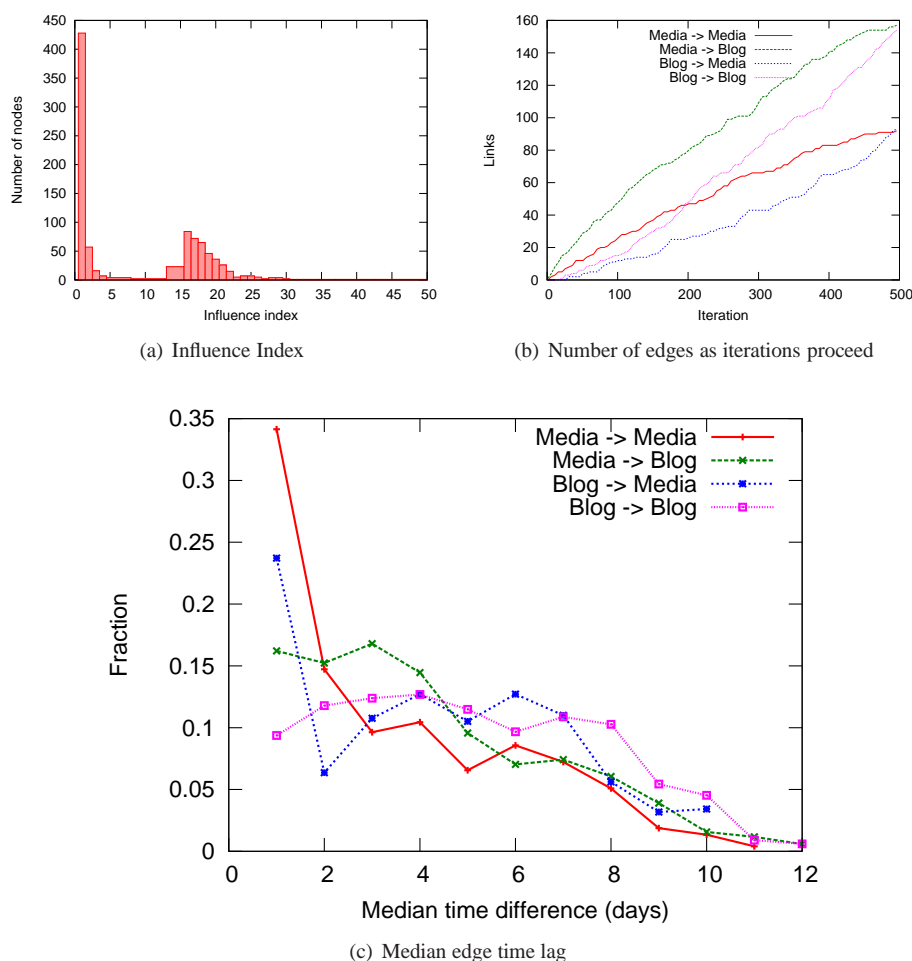 450
400
350
300
250
200
150
100
50
0
Number of nodes
0 5 10 15 20 25 30 35 40 45 50
Influence index
(a) Influence Index
160
140
120
100
80
60
40
20
0
Links
Media -> Media
Media -> Blog
Blog -> Media
Blog -> Blog
0 100 200 300 400 500
Iteration
(b) Number of edges as iterations proceed
0.35
0.3
0.25
0.2
0.15
0.1
0.05
0
Fraction
Media -> Media
Media -> Blog
Blog -> Media
Blog -> Blog
0 2 4 6 8 10 12
Median time difference (days)
(c) Median edge time lag